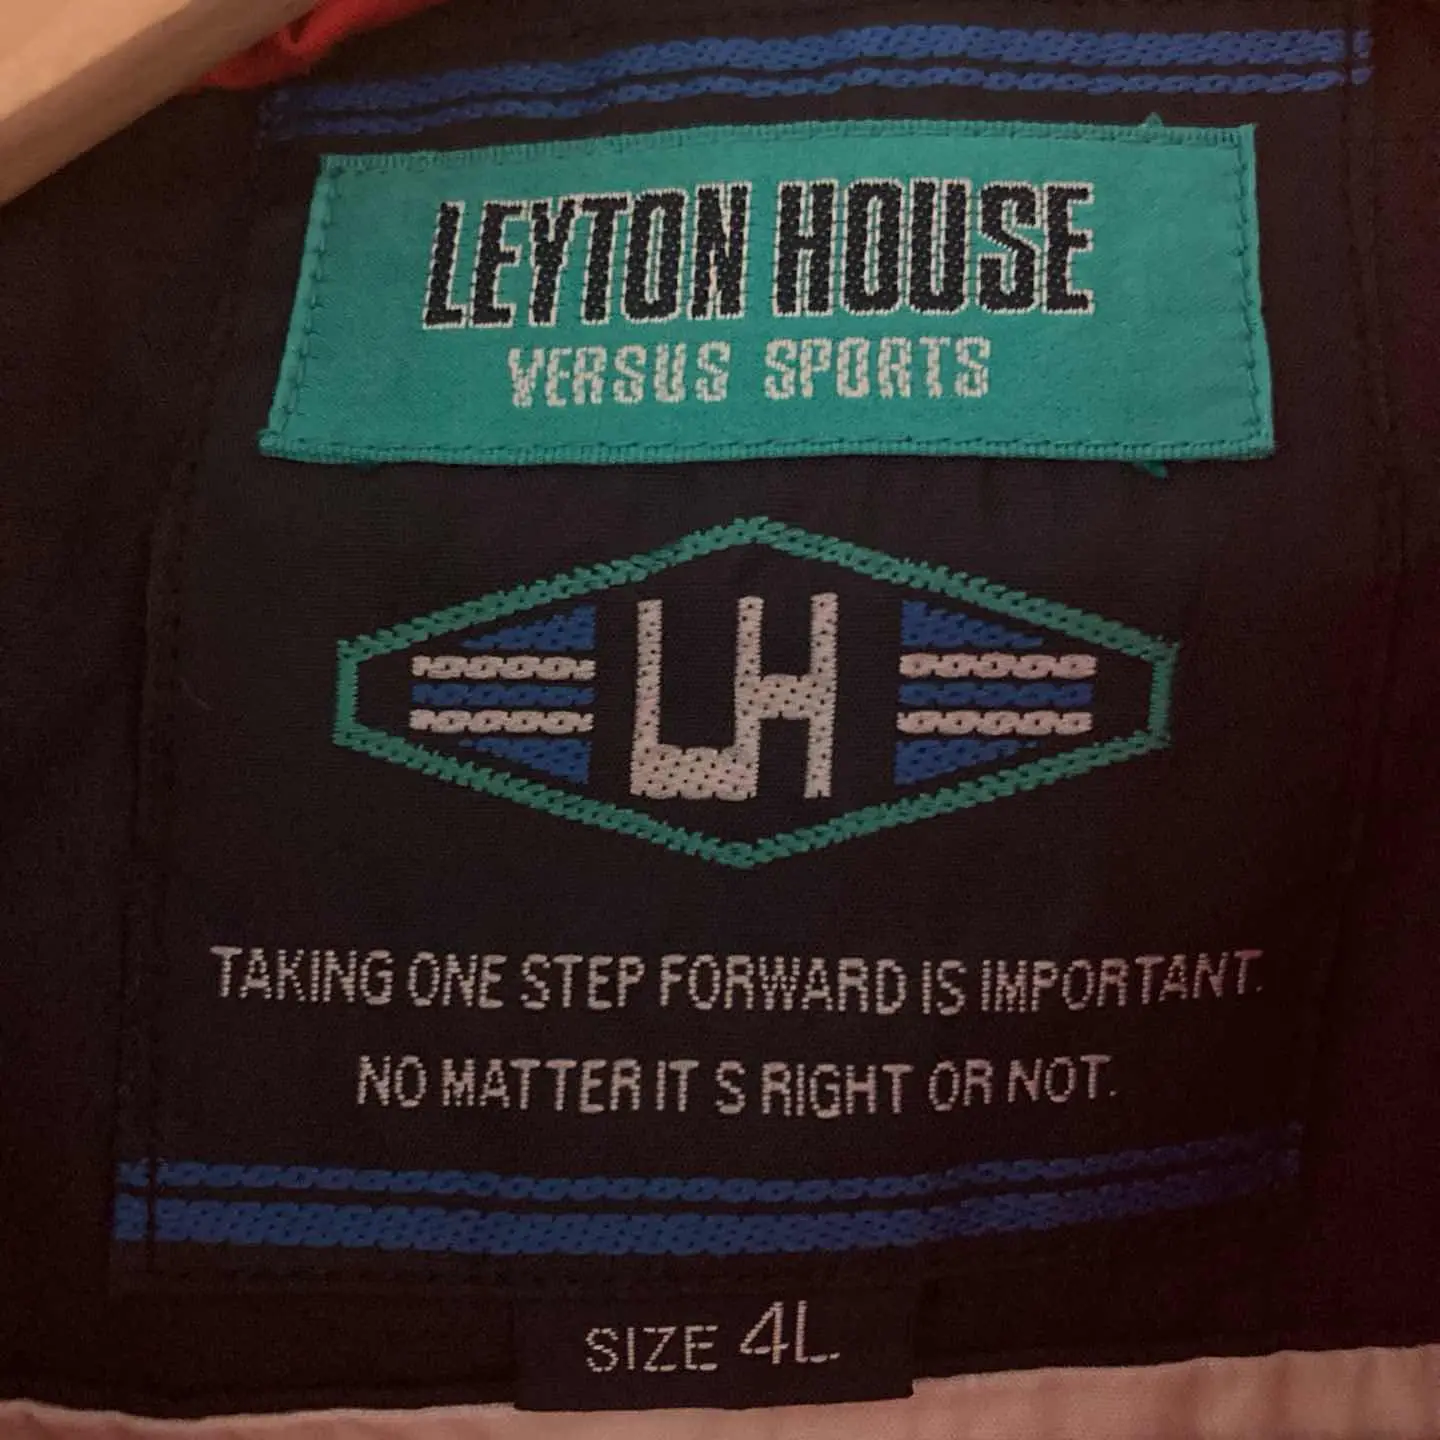 LEYTON HOUSE
VERSUS SPORTS
LH
TAKING ONE STEP FORWARD IS IMPORTANT.
NO MATTER IT S RIGHT OR NOT.
SIZE 4L